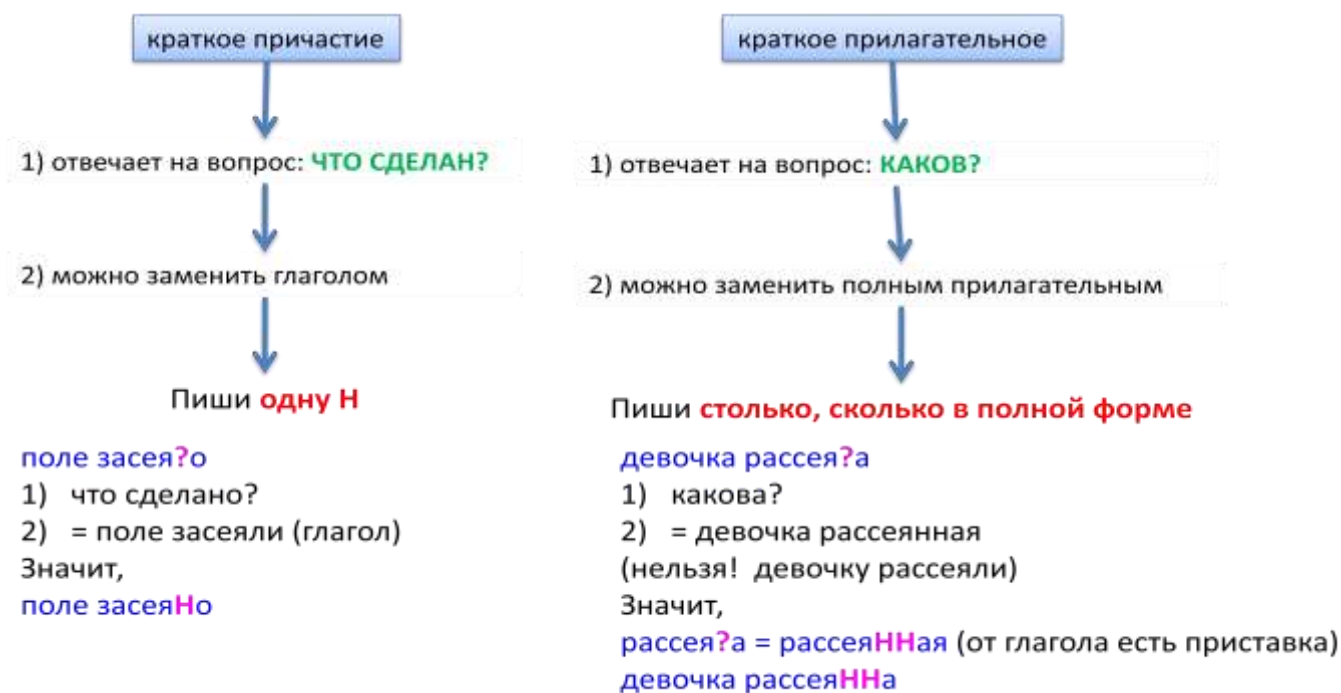 краткое причастие
1) отвечает на вопрос: ЧТО СДЕЛАН?
2) можно заменить глаголом
Пиши одну Н
поле засея?о
1) что сделано?
2) = поле засеяли (глагол)
Значит,
поле засеяНо
краткое прилагательное
1) отвечает на вопрос: КАКОВ?
2) можно заменить полным прилагательным
Пиши столько, сколько в полной форме
девочка рассея?а
1) какова?
2) = девочка рассеянная
(нельзя! девочку рассеяли)
Значит,
рассея?а = рассеяННая (от глагола есть приставка)
девочка рассеяННа